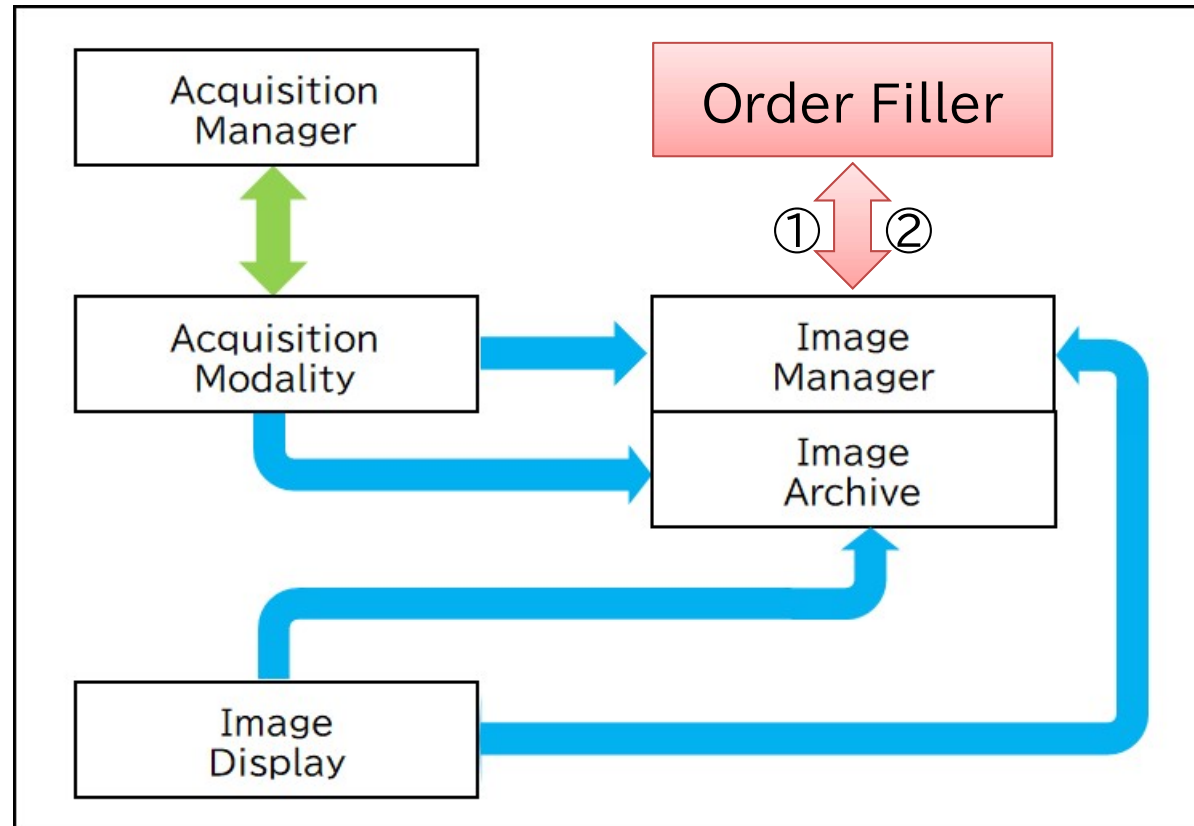 Acquisition
Manager
Order Filler
①
②
Acquisition
Modality
Image
Manager
Image
Archive
Image
Display